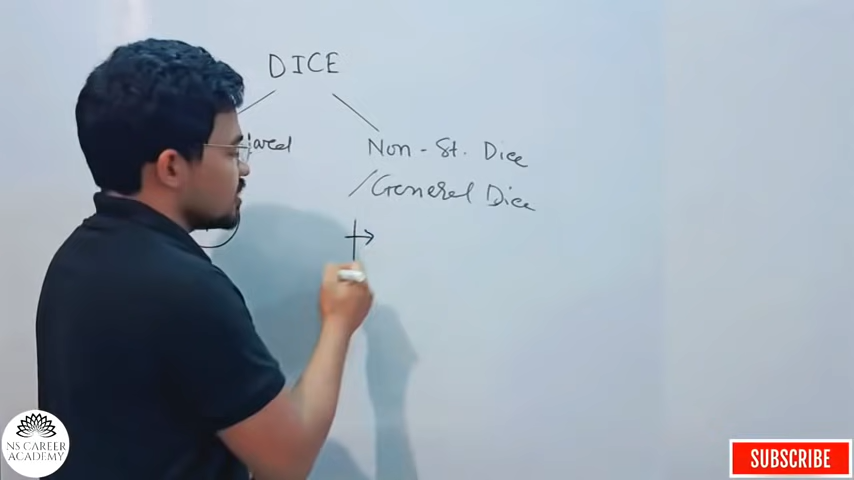 DICE
Non-St. Dice
/General Dice
NS CAREER
ACADEMY
SUBSCRIBE